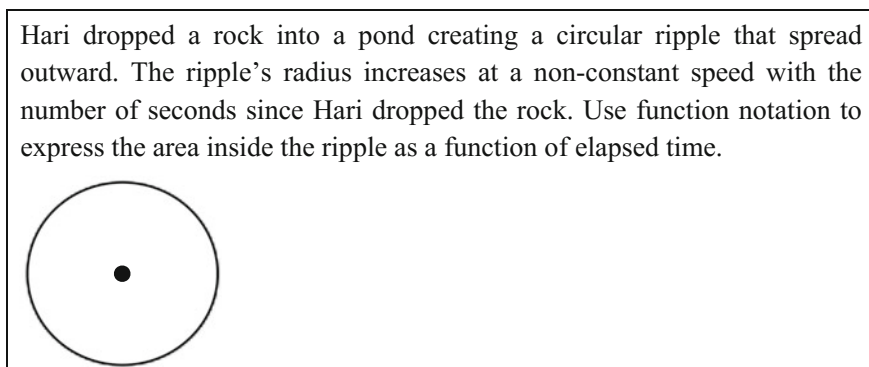 Hari dropped a rock into a pond creating a circular ripple that spread
outward. The ripple’s radius increases at a non-constant speed with the
number of seconds since Hari dropped the rock. Use function notation to
express the area inside the ripple as a function of elapsed time.